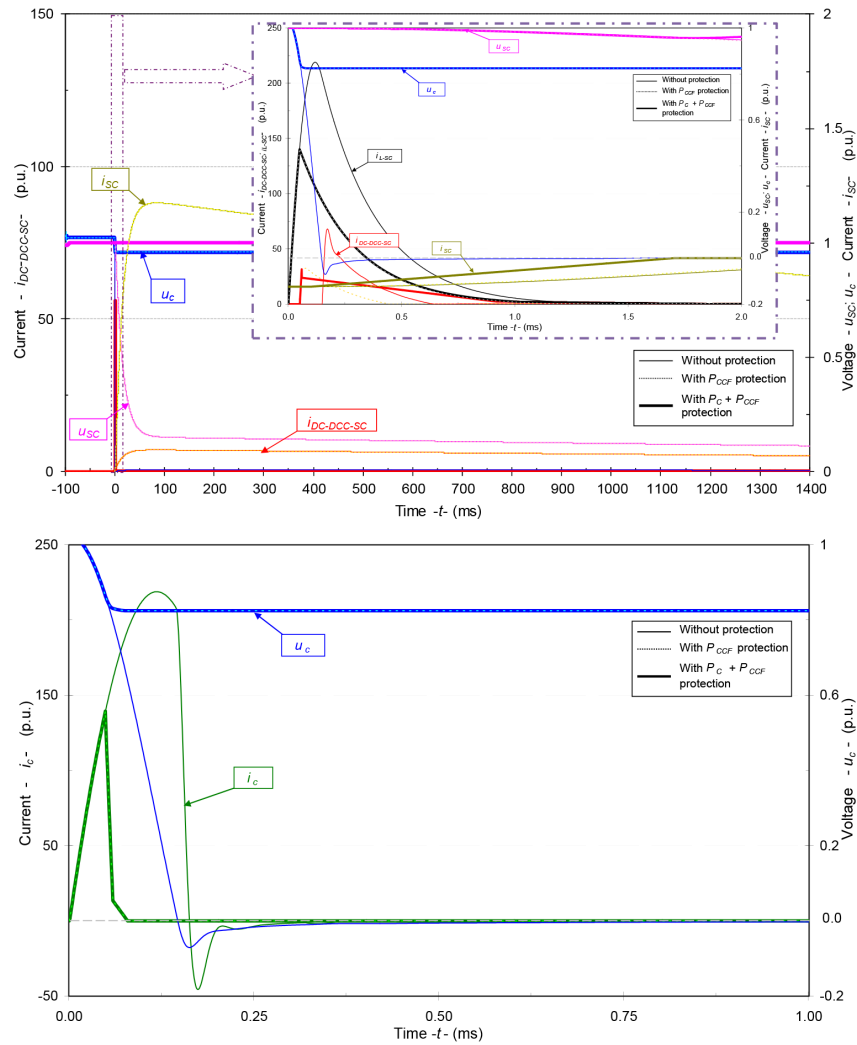 150
100
50
0
Current - iDC-DCC-SC- (p.u.)
2
1.5
1
0.5
0
Voltage - uSC; uc - Current - iSC- (p.u.)
-100 0 100 200 300 400 500 600 700 800 900 1000 1100 1200 1300 1400
Time -t- (ms)
iSC
uc
uSC
iDC-DCC-SC
Without protection
With PCCF protection
With PC + PCCF
protection
250
200
150
100
50
0
Current - iDC-DCC-SC; iL-SC- (p.u.)
1
0.6
0.2
0.0
-0.2
Voltage - uSC; uc - Current - iSC- (p.u.)
0.0 0.5 1.0 1.5 2.0
Time -t- (ms)
uSC
uc
iL-SC
iDC-DCC-SC
iSC
Without protection
With PCCF protection
With PC + PCCF
protection
250
150
50
-50
Current - ic- (p.u.)
1
0.6
0.2
0.0
-0.2
Voltage - uc- (p.u.)
0.00 0.25 0.50 0.75 1.00
Time -t- (ms)
uc
ic
Without protection
With PCCF protection
With PC + PCCF
protection